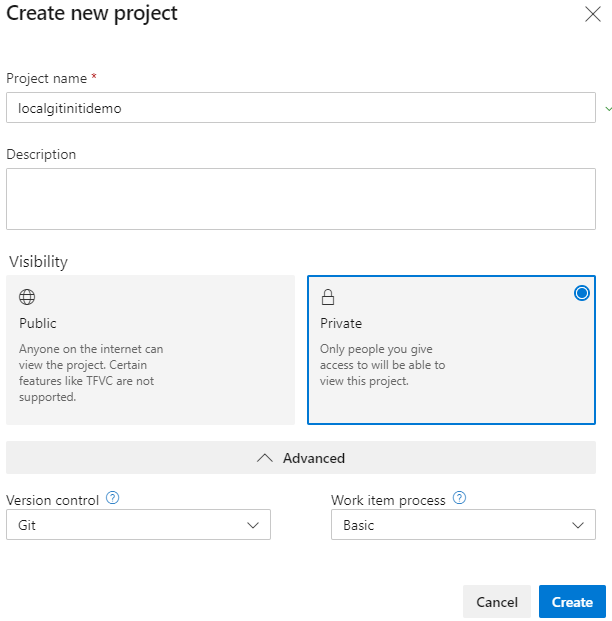 Create new project
Project name *
localgitinitidemo
Description
Visibility
Public
Anyone on the internet can
view the project. Certain
features like TFVC are not
supported.
Private
Only people you give
access to will be able to
view this project.
Advanced
Version control ?
Git
Work item process ?
Basic
Cancel
Create